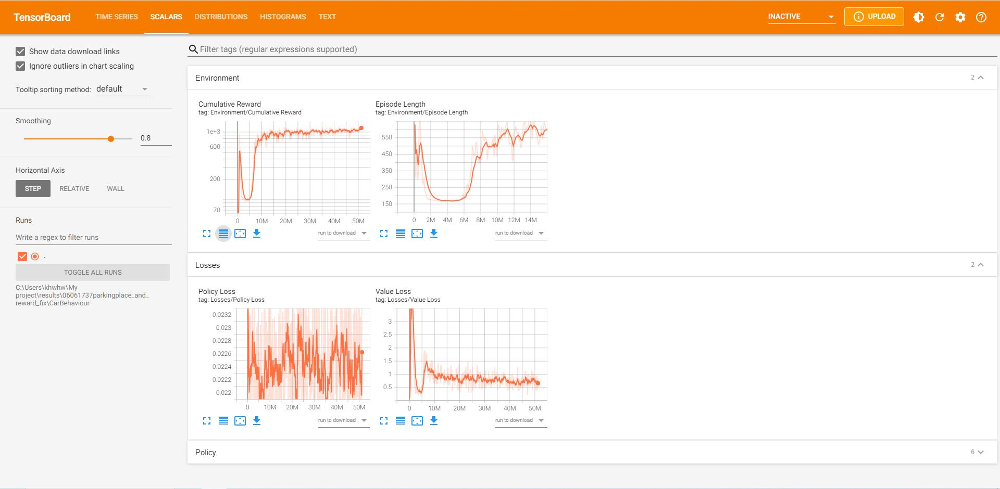 TensorBoard
TIME SERIES SCALARS DISTRIBUTIONS HISTOGRAMS TEXT
INACTIVE
UPLOAD
Show data download links
Ignore outliers in chart scaling
Tooltip sorting method: default
Smoothing
0.8
Horizontal Axis
STEP RELATIVE WALL
Runs
Write a regex to filter runs
.
TOGGLE ALL RUNS
C:\Users\khwhw\My
project\results\06061737parkingplace_and_
reward_fix\CarBehaviour
Filter tags (regular expressions supported)
Environment
2
Cumulative Reward
tag: Environment/Cumulative Reward
1e+3
600
200
70
0 10M 20M 30M 40M 50M
run to download
Episode Length
tag: Environment/Episode Length
550
450
350
250
150
0 2M 4M 6M 8M 10M 12M 14M
run to download
Losses
2
Policy Loss
tag: Losses/Policy Loss
0.0232
0.023
0.0228
0.0226
0.0224
0.0222
0.022
0 10M 20M 30M 40M 50M
run to download
Value Loss
tag: Losses/Value Loss
3
2.5
2
1.5
1
0.5
0 10M 20M 30M 40M 50M
run to download
Policy
6